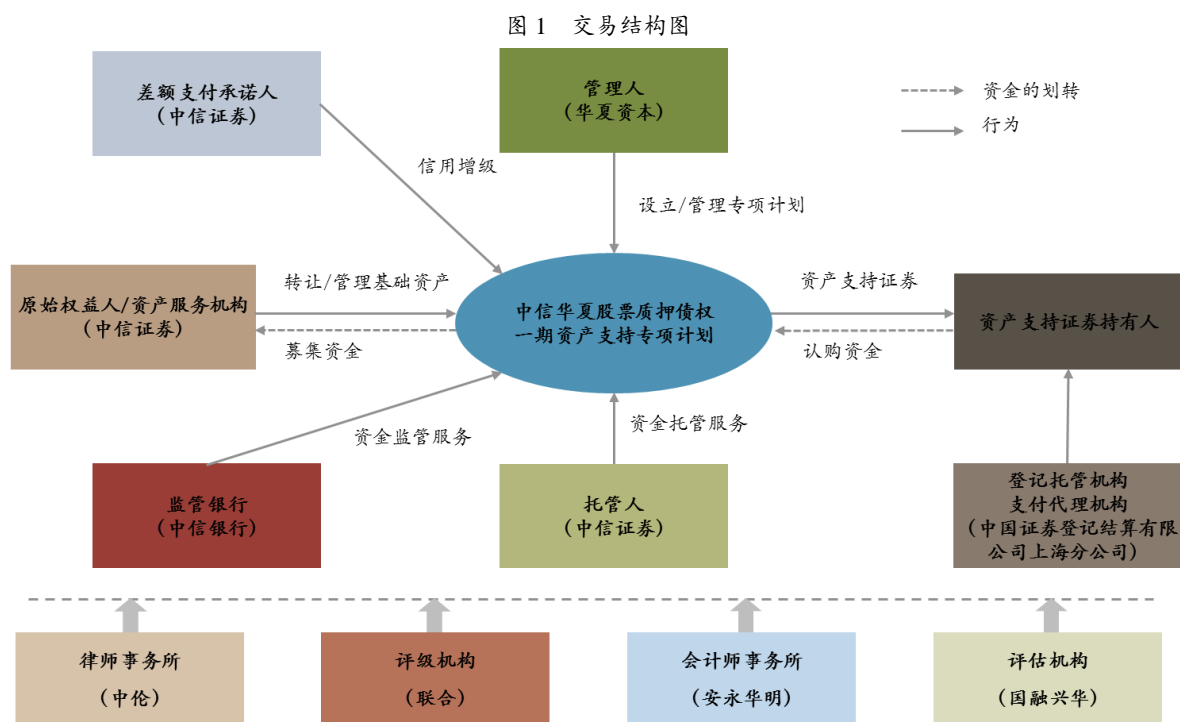 图 1 交易结构图
差额支付承诺人
（中信证券）
管理人
（华夏资本）
资金的划转
行为
信用增级
设立/管理专项计划
原始权益人/资产服务机构
（中信证券）
转让/管理基础资产
募集资金
中信华夏股票质押债权
一期资产支持专项计划
资产支持证券
认购资金
资产支持证券持有人
资金监管服务
资金托管服务
监管银行
（中信银行）
托管人
（中信证券）
登记托管机构
支付代理机构
（中国证券登记结算有限
公司上海分公司）
律师事务所
（中伦）
评级机构
（联合）
会计师事务所
（安永华明）
评估机构
（国融兴华）